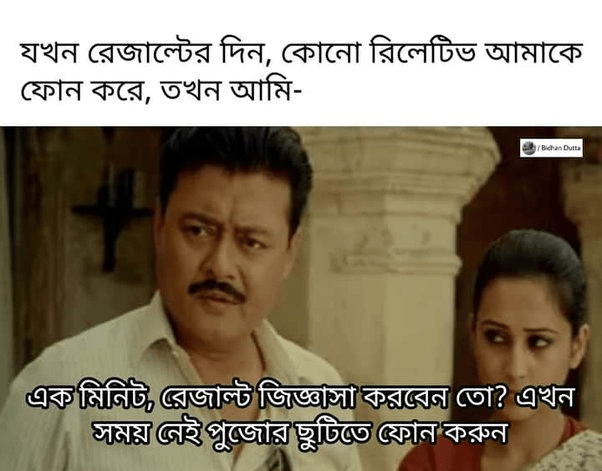 যখন রেজাল্টের দিন, কোনো রিলেটিভ আমাকে
ফোন করে, তখন আমি-
/ Bidhan Dutta
এক মিনিট, রেজাল্ট জিজ্ঞাসা করবেন তো? এখন
সময় নেই পুজোর ছুটিতে ফোন করুন